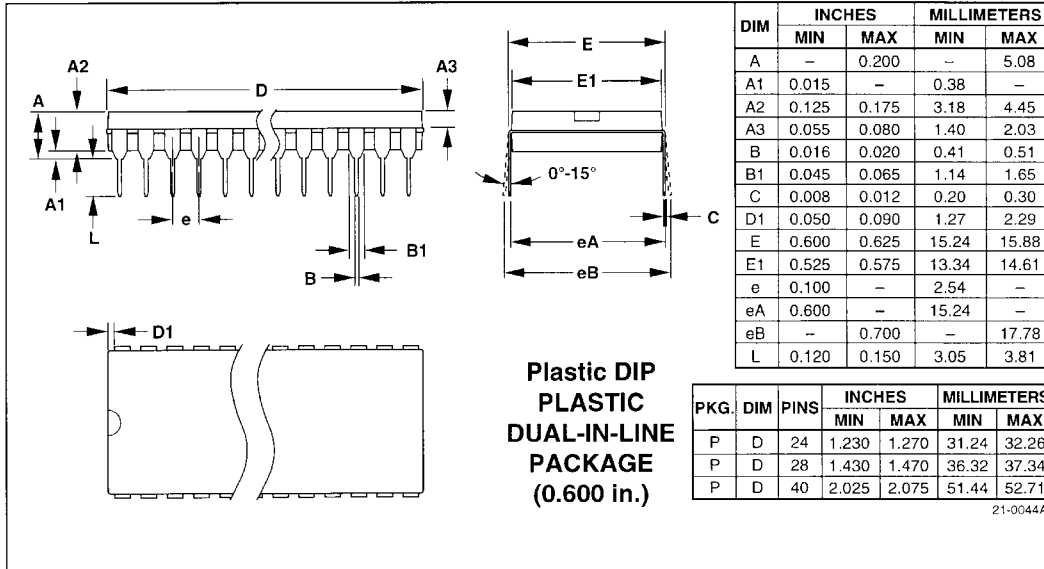 A
A2
D
A3
A1
L
e
B1
B
E
E1
0°-15°
C
eA
eB
D1
DIM INCHES MILLIMETERS
MIN MAX MIN MAX
A – 0.200 – 5.08
A1 0.015 – 0.38 –
A2 0.125 0.175 3.18 4.45
A3 0.055 0.080 1.40 2.03
B 0.016 0.020 0.41 0.51
B1 0.045 0.065 1.14 1.65
C 0.008 0.012 0.20 0.30
D1 0.050 0.090 1.27 2.29
E 0.600 0.625 15.24 15.88
E1 0.525 0.575 13.34 14.61
e 0.100 – 2.54 –
eA 0.600 – 15.24 –
eB – 0.700 – 17.78
L 0.120 0.150 3.05 3.81
Plastic DIP
PLASTIC
DUAL-IN-LINE
PACKAGE
(0.600 in.)
PKG. DIM PINS INCHES MILLIMETERS
MIN MAX MIN MAX
P D 24 1.230 1.270 31.24 32.26
P D 28 1.430 1.470 36.32 37.34
P D 40 2.025 2.075 51.44 52.71
21-0044A